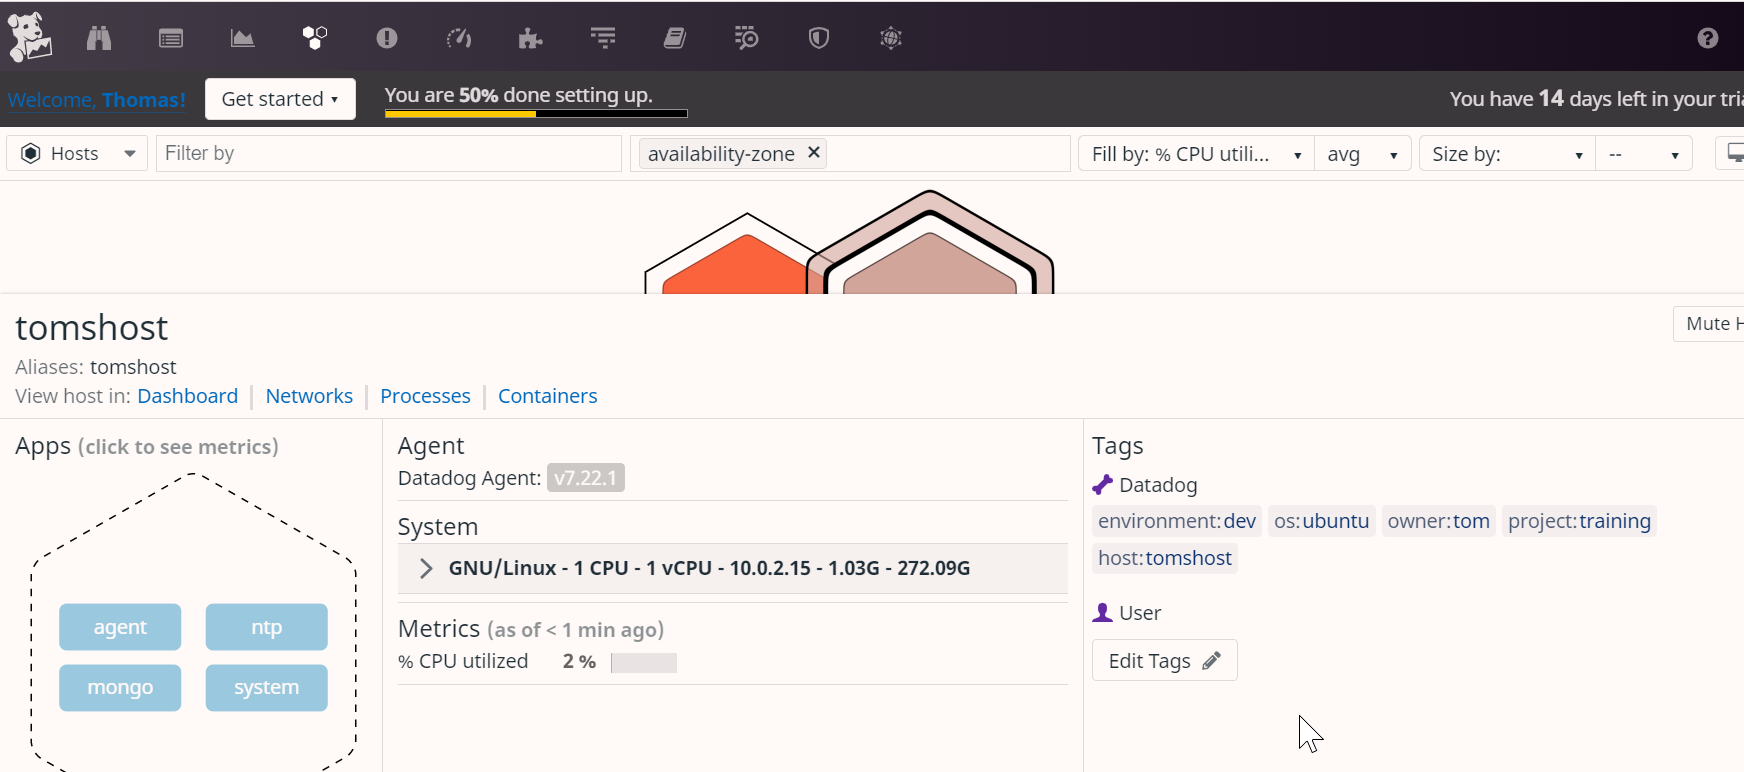 Welcome, Thomas!
Get started
You are 50% done setting up.
You have 14 days left in your tri
Hosts
Filter by
availability-zone ✕
Fill by: % CPU utili...
avg
Size by:
--
tomshost
Mute H
Aliases: tomshost
View host in: Dashboard | Networks | Processes | Containers
Apps (click to see metrics)
agent
ntp
mongo
system
Agent
Datadog Agent: v7.22.1
System
GNU/Linux - 1 CPU - 1 vCPU - 10.0.2.15 - 1.03G - 272.09G
Metrics (as of < 1 min ago)
% CPU utilized 2 %
Tags
Datadog
environment:dev os:ubuntu owner:tom project:training
host:tomshost
User
Edit Tags